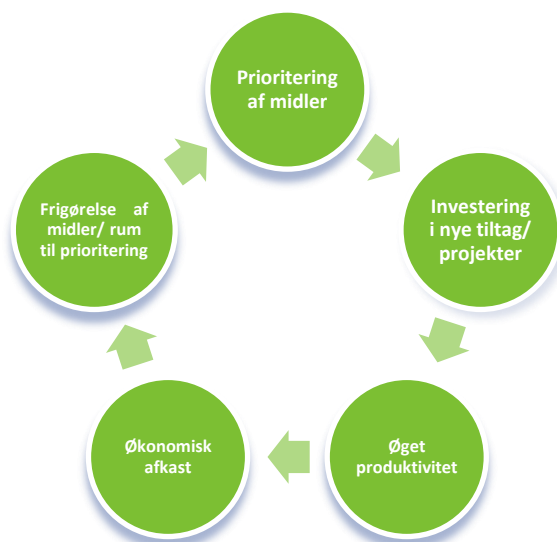 Prioritering
af midler
Investering
i nye tiltag/
projekter
Øget
produktivitet
Økonomisk
afkast
Frigørelse af
midler/ rum
til prioritering